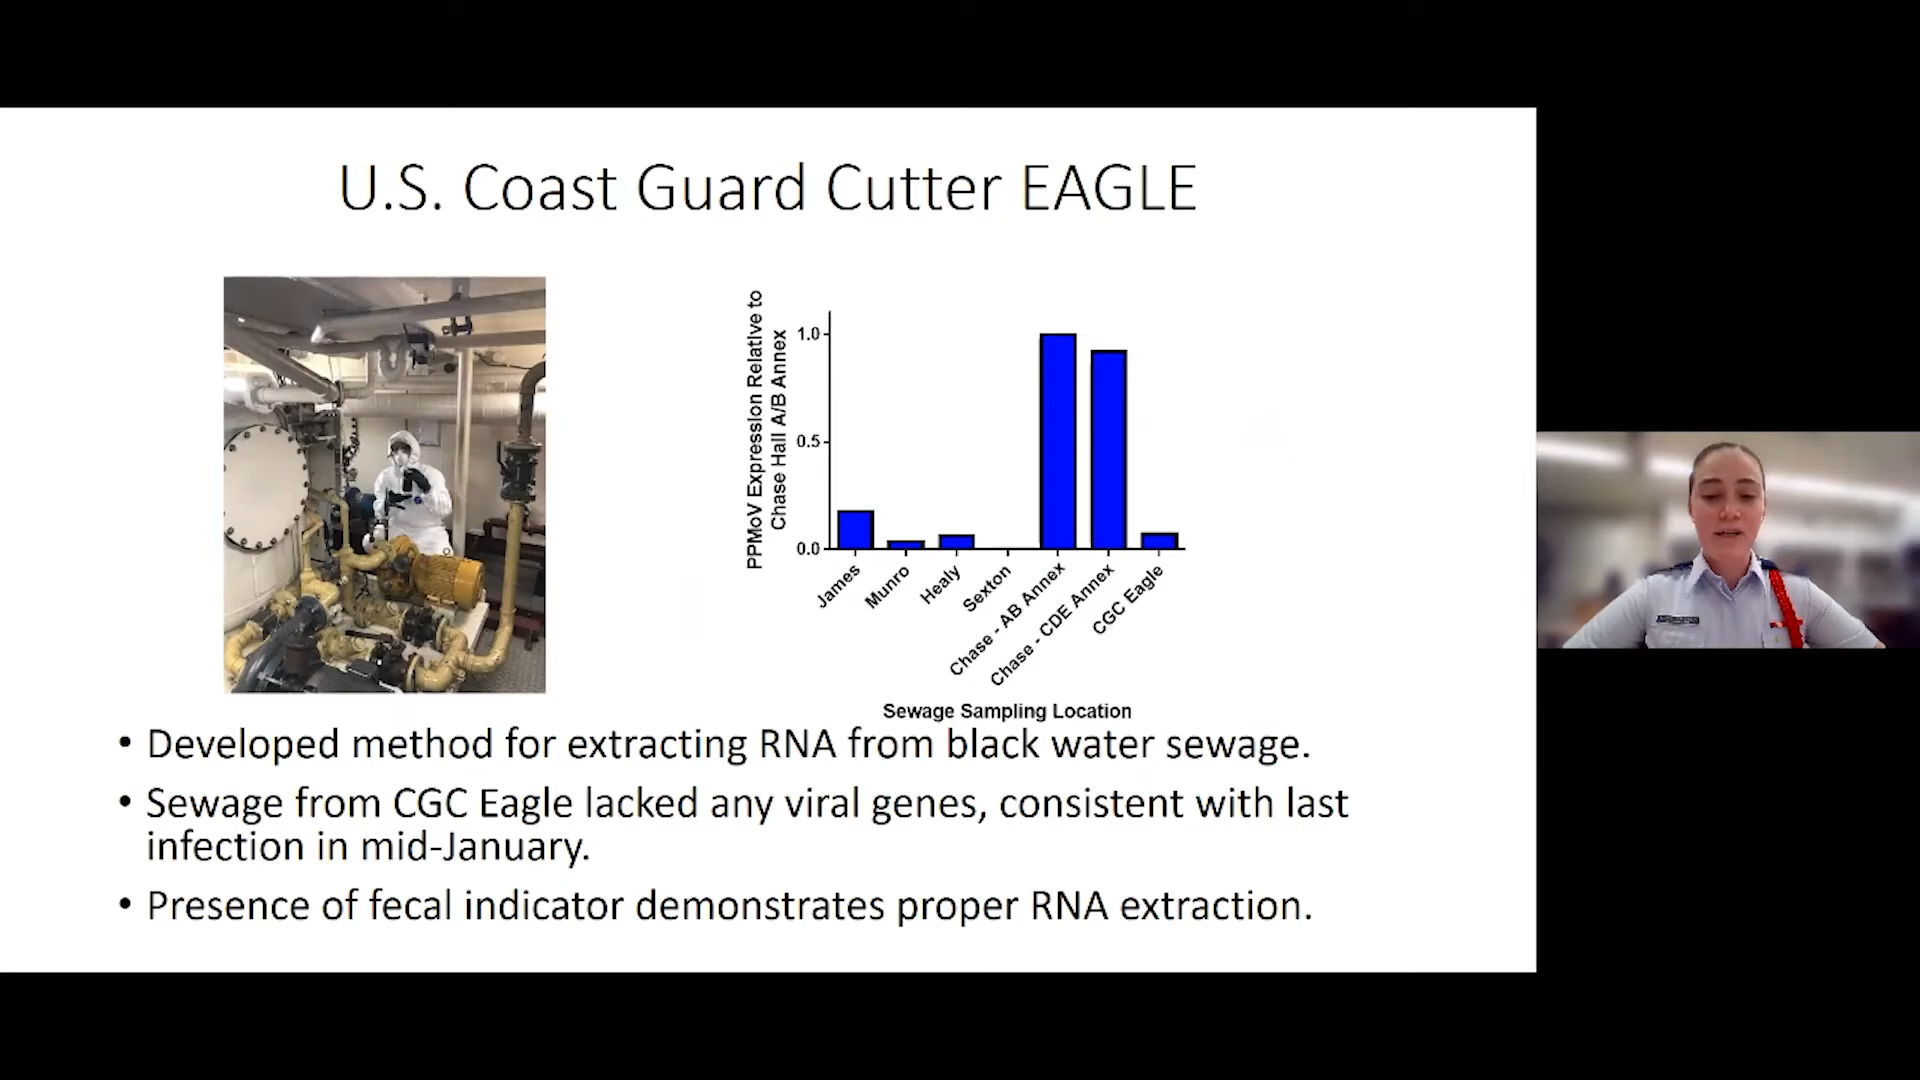 U.S. Coast Guard Cutter EAGLE
PPMoV Expression Relative to
Chase Hall A/B Annex
1.0
0.5
0.0
James
Munro
Healy
Sexton
Chase - AB Annex
Chase - CDE Annex
CGC Eagle
Sewage Sampling Location
• Developed method for extracting RNA from black water sewage.
• Sewage from CGC Eagle lacked any viral genes, consistent with last
infection in mid-January.
• Presence of fecal indicator demonstrates proper RNA extraction.